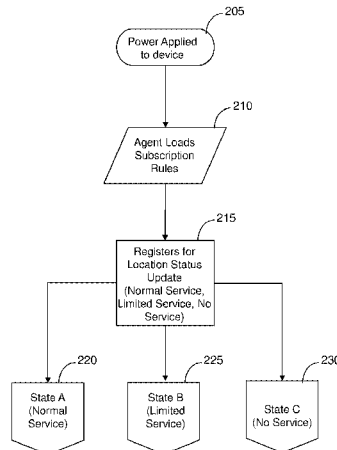 205
Power Applied
to device
210
Agent Loads
Subscription
Rules
215
Registers for
Location Status
Update
(Normal Service,
Limited Service, No
Service)
220
State A
(Normal
Service)
225
State B
(Limited
Service)
230
State C
(No Service)